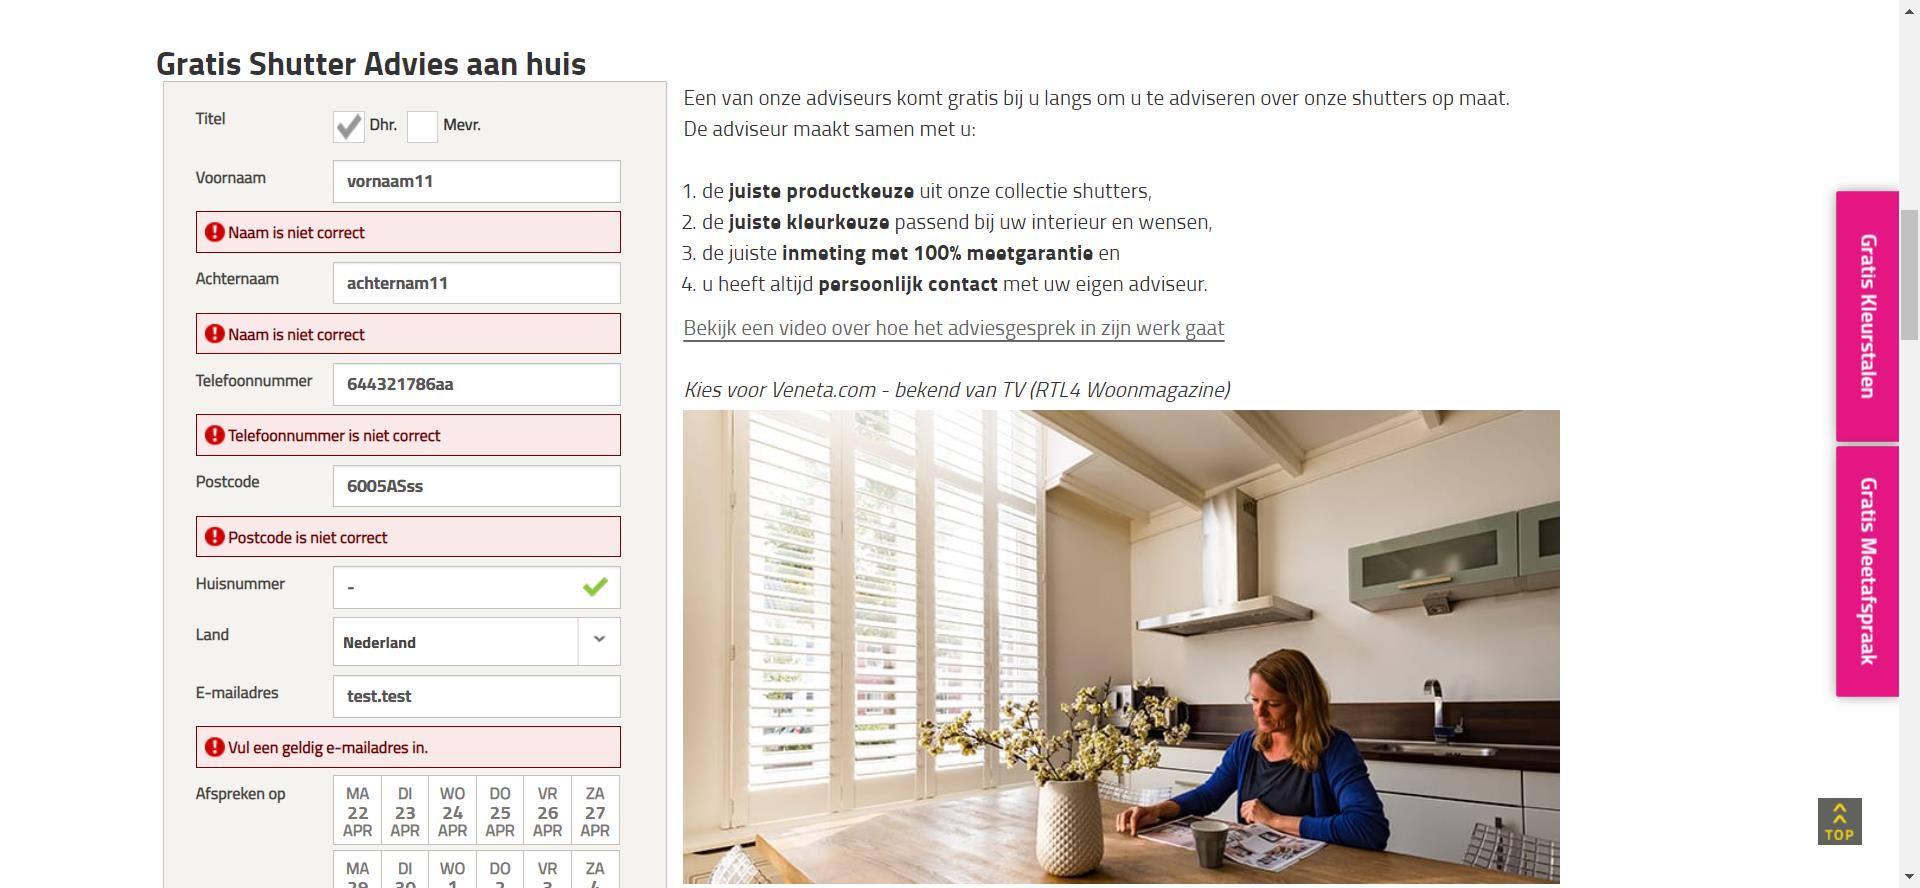 Gratis Shutter Advies aan huis
Titel
Dhr.
Mevr.
Voornaam
vornaam11
Naam is niet correct
Achternaam
achternam11
Naam is niet correct
Telefoonnummer
644321786aa
Telefoonnummer is niet correct
Postcode
6005ASss
Postcode is niet correct
Huisnummer
-
Land
Nederland
E-mailadres
test.test
Vul een geldig e-mailadres in.
Afspreken op
MA DI WO DO VR ZA
22 23 24 25 26 27
APR APR APR APR APR APR
MA DI WO DO VR ZA
29 30 1 2 3 4
Een van onze adviseurs komt gratis bij u langs om u te adviseren over onze shutters op maat.
De adviseur maakt samen met u:
1. de juiste productkeuze uit onze collectie shutters,
2. de juiste kleurkeuze passend bij uw interieur en wensen,
3. de juiste inmeting met 100% meetgarantie en
4. u heeft altijd persoonlijk contact met uw eigen adviseur.
Bekijk een video over hoe het adviesgesprek in zijn werk gaat
Kies voor Veneta.com - bekend van TV (RTL4 Woonmagazine)
Gratis Kleurstalen
Gratis Meetafspraak
TOP